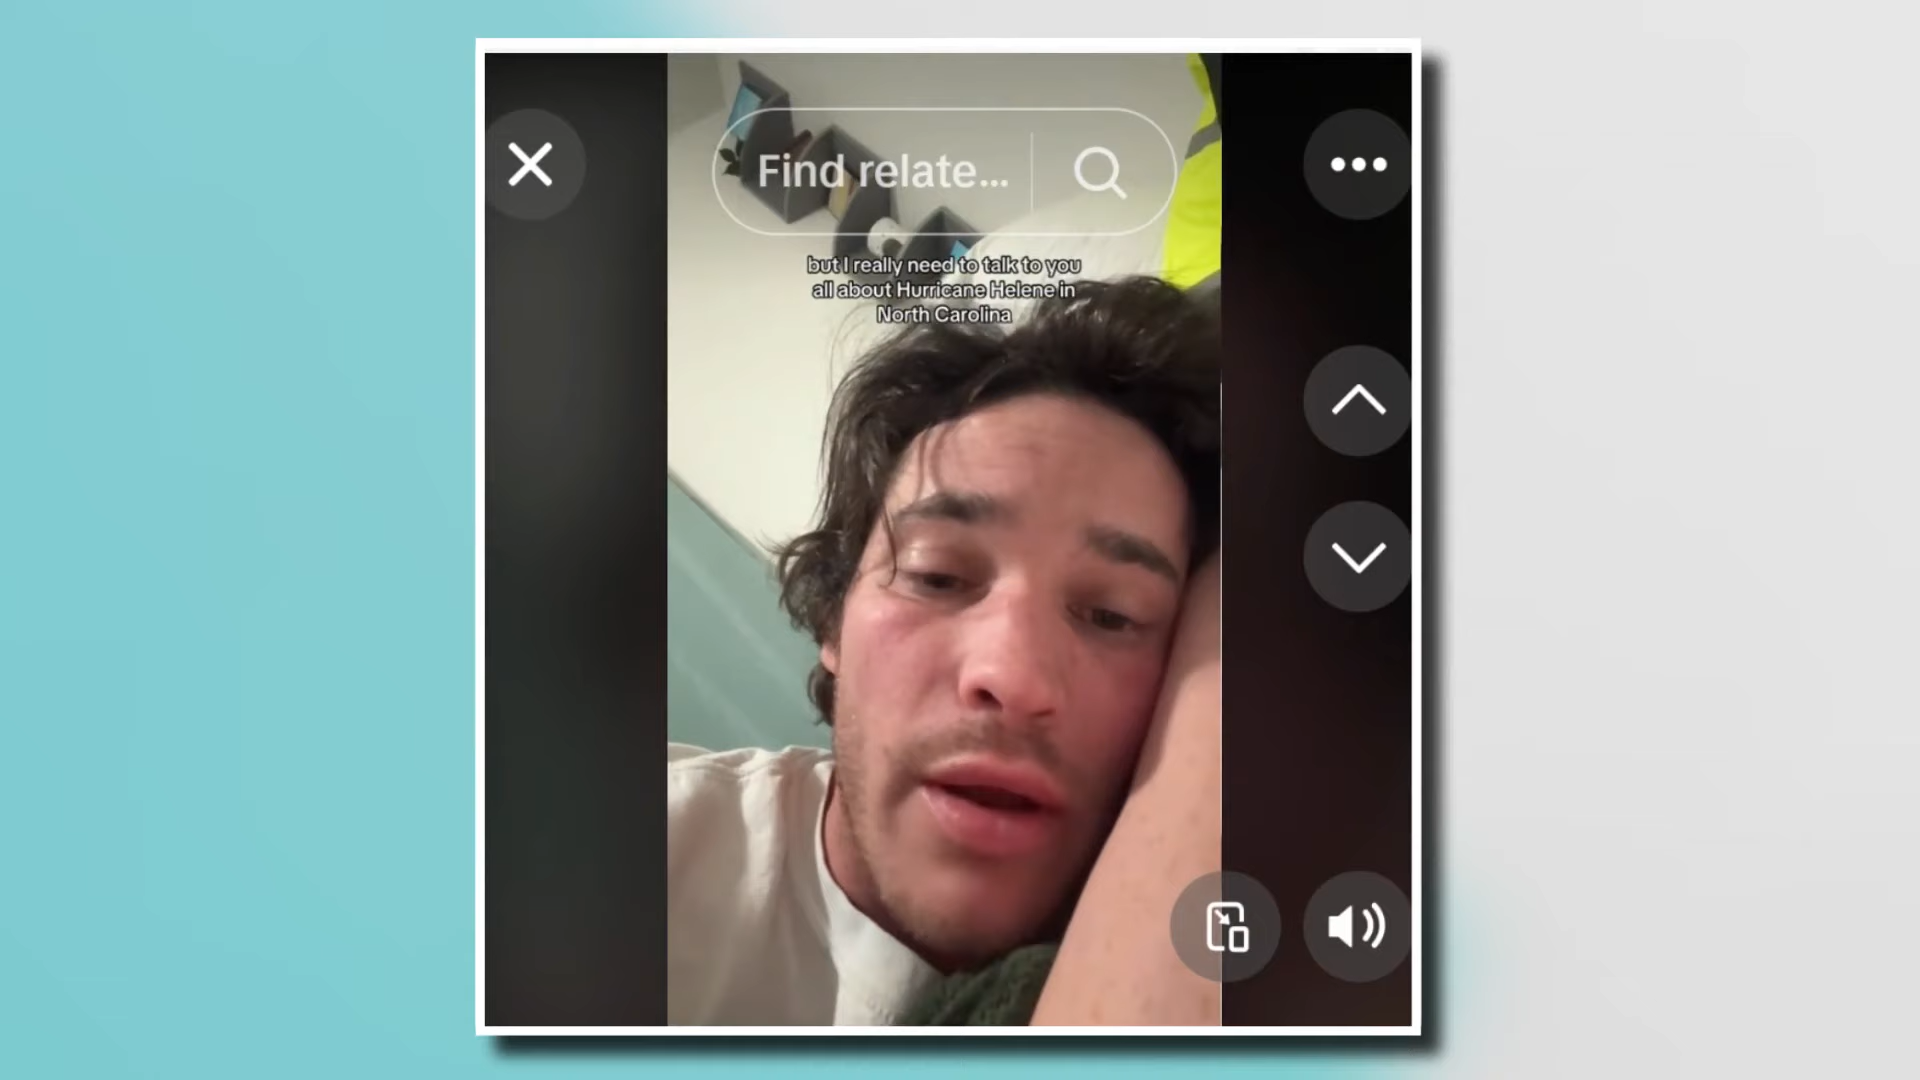 Find relate...
but I really need to talk to you
all about Hurricane Helene in
North Carolina